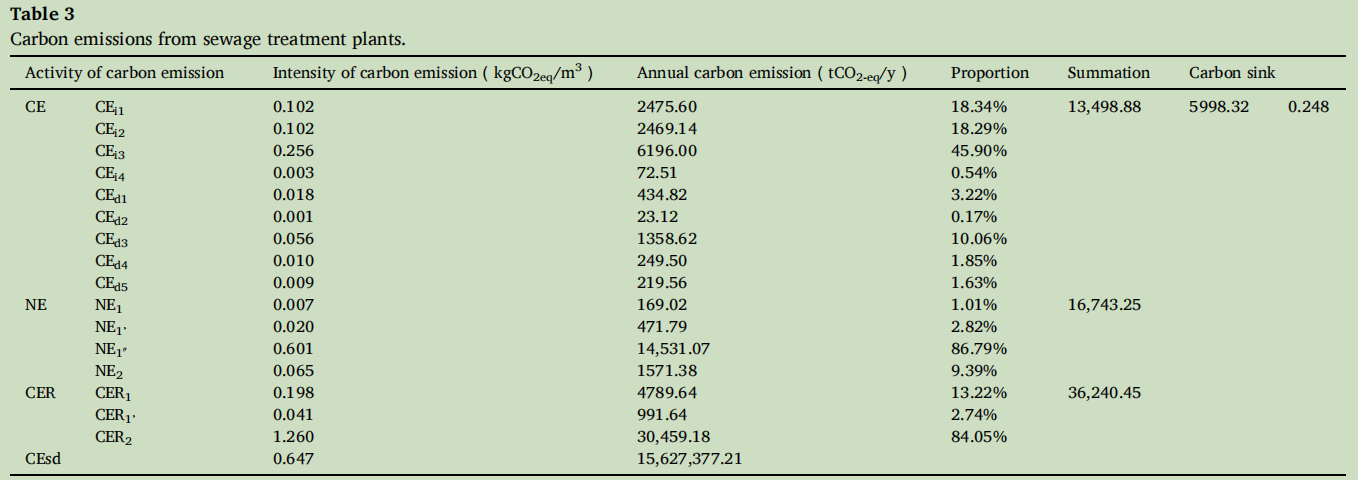 Table 3
Carbon emissions from sewage treatment plants.
Activity of carbon emission Intensity of carbon emission ( kgCO₂eq/m³ ) Annual carbon emission ( tCO₂-eq/y ) Proportion Summation Carbon sink
CE CEi1 0.102 2475.60 18.34% 13,498.88 5998.32 0.248
CEi2 0.102 2469.14 18.29%
CEi3 0.256 6196.00 45.90%
CEi4 0.003 72.51 0.54%
CEd1 0.018 434.82 3.22%
CEd2 0.001 23.12 0.17%
CEd3 0.056 1358.62 10.06%
CEd4 0.010 249.50 1.85%
CEd5 0.009 219.56 1.63%
NE NE1 0.007 169.02 1.01% 16,743.25
NE1' 0.020 471.79 2.82%
NE1″ 0.601 14,531.07 86.79%
NE2 0.065 1571.38 9.39%
CER CER1 0.198 4789.64 13.22% 36,240.45
CER1' 0.041 991.64 2.74%
CER2 1.260 30,459.18 84.05%
CEsd 0.647 15,627,377.21